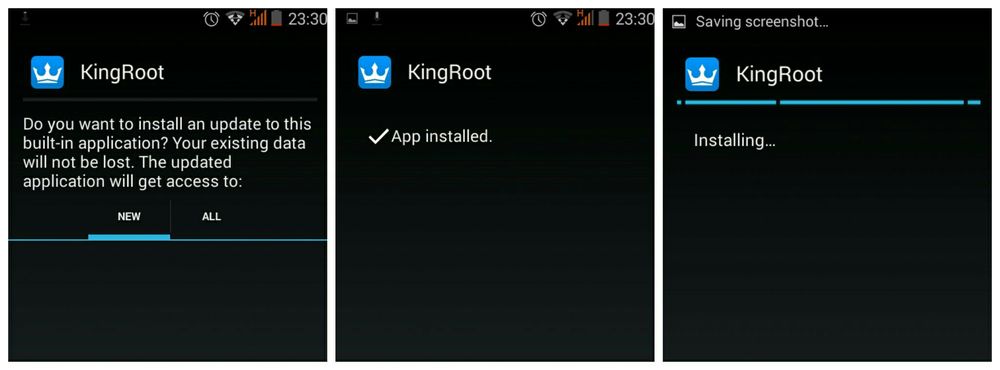 H 23:30
KingRoot
Do you want to install an update to this
built-in application? Your existing data
will not be lost. The updated
application will get access to:
NEW
ALL
H 23:30
KingRoot
App installed.
Saving screenshot...
KingRoot
Installing...